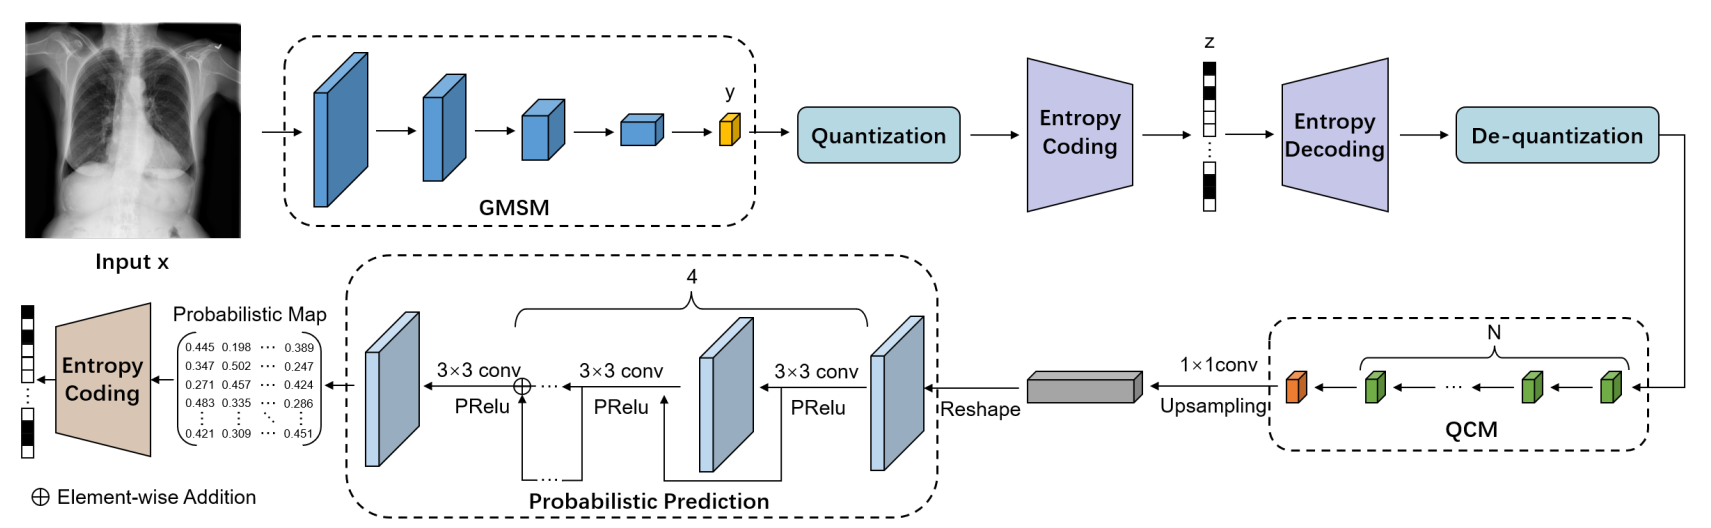 Input x
GMSM
y
Quantization
Entropy
Coding
z
Entropy
Decoding
De-quantization
N
QCM
1×1conv
Upsampling
Reshape
4
3×3 conv
PRelu
3×3 conv
PRelu
3×3 conv
PRelu
Probabilistic Prediction
Probabilistic Map
0.445 0.198 ··· 0.389
0.347 0.502 ··· 0.247
0.271 0.457 ··· 0.424
0.483 0.335 ··· 0.286
0.421 0.309 ··· 0.451
Entropy
Coding
⊕ Element-wise Addition